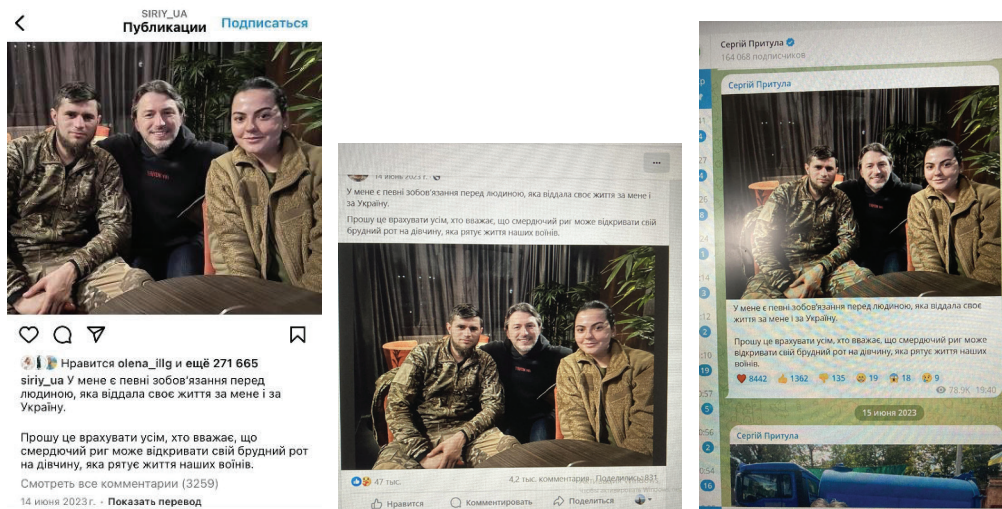 SIRIY_UA
Публикации
Подписаться
Нравится olena_illg и ещё 271 665
siriy_ua У мене є певні зобов'язання перед
людиною, яка віддала своє життя за мене і за
Україну.
Прошу це врахувати усім, хто вважає, що
смердючий риг може відкривати свій брудний рот
на дівчину, яка рятує життя наших воїнів.
Смотреть все комментарии (3259)
14 июня 2023 г. · Показать перевод
14 июня 2023 г.
У мене є певні зобов'язання перед людиною, яка віддала своє життя за мене і
за Україну.
Прошу це врахувати усім, хто вважає, що смердючий риг може відкривати свій
брудний рот на дівчину, яка рятує життя наших воїнів.
47 тыс.
4,2 тыс. комментария Поделились: 831
Нравится
Комментировать
Поделиться
Сергій Притула
164 068 подписчиков
Сергій Притула
У мене є певні зобов'язання перед людиною, яка віддала своє
життя за мене і за Україну.
Прошу це врахувати усім, хто вважає, що смердючий риг може
відкривати свій брудний рот на дівчину, яка рятує життя наших
воїнів.
8442 1362 135 19 18 9
78.9K 19:40
15 июня 2023
Сергій Притула